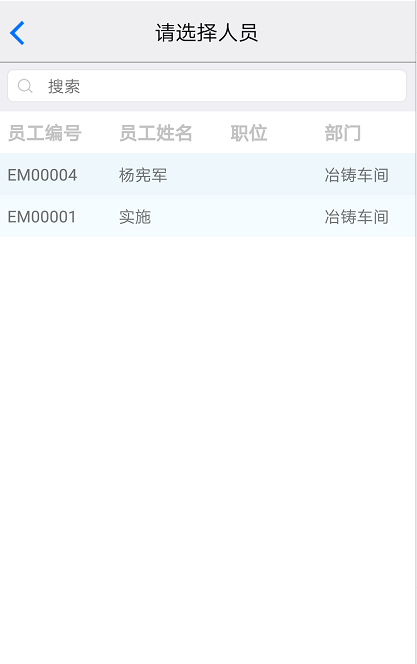 请选择人员
搜索
员工编号 员工姓名 职位 部门
EM00004 杨宪军 冶铸车间
EM00001 实施 冶铸车间